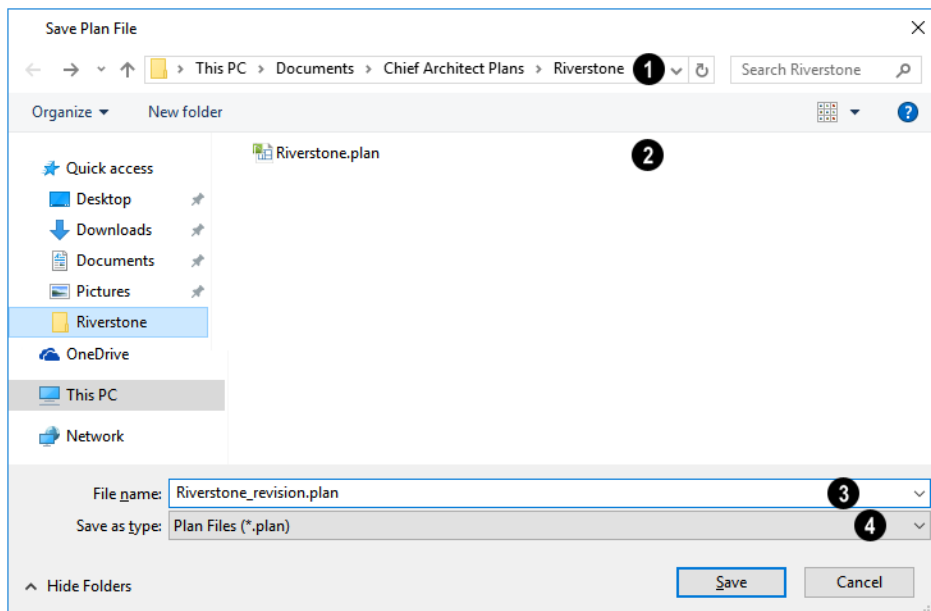 Save Plan File
This PC > Documents > Chief Architect Plans > Riverstone 1 Search Riverstone
Organize New folder ?
Riverstone.plan 2
Quick access
Desktop
Downloads
Documents
Pictures
Riverstone
OneDrive
This PC
Network
File name: Riverstone_revision.plan 3
Save as type: Plan Files (*.plan) 4
Hide Folders Save Cancel